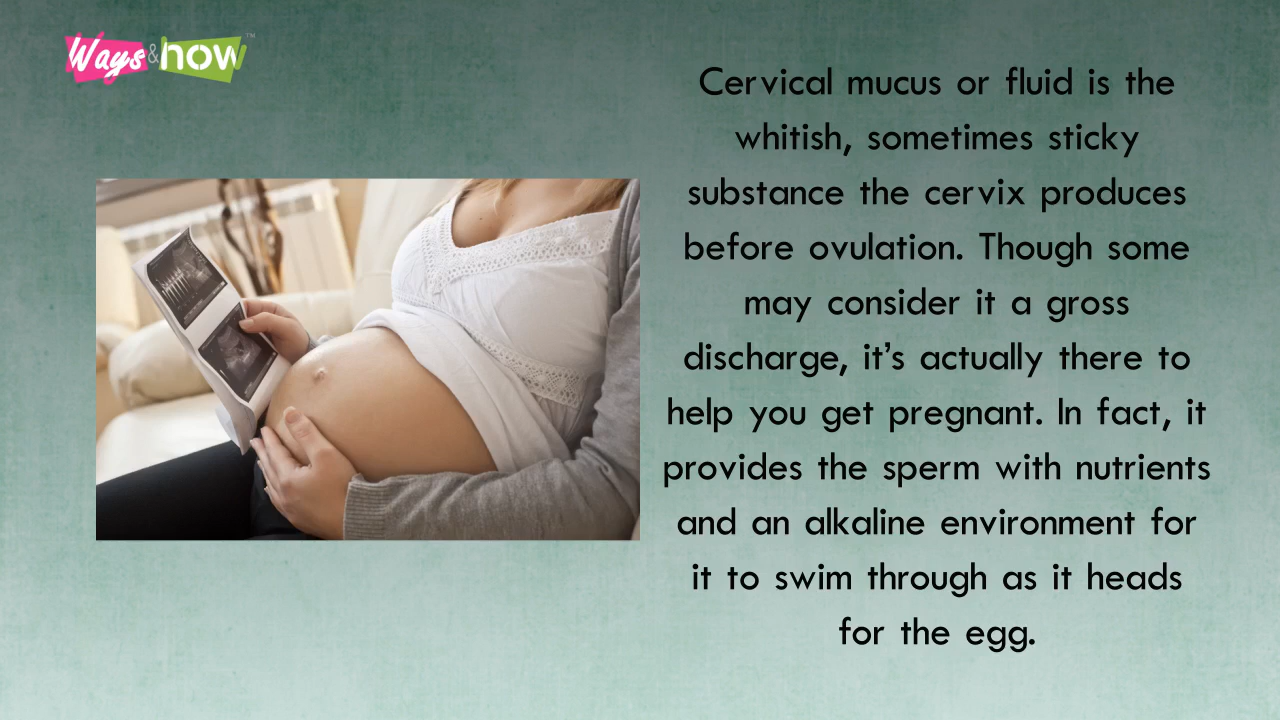 Ways & how ™
Cervical mucus or fluid is the
whitish, sometimes sticky
substance the cervix produces
before ovulation. Though some
may consider it a gross
discharge, it’s actually there to
help you get pregnant. In fact, it
provides the sperm with nutrients
and an alkaline environment for
it to swim through as it heads
for the egg.